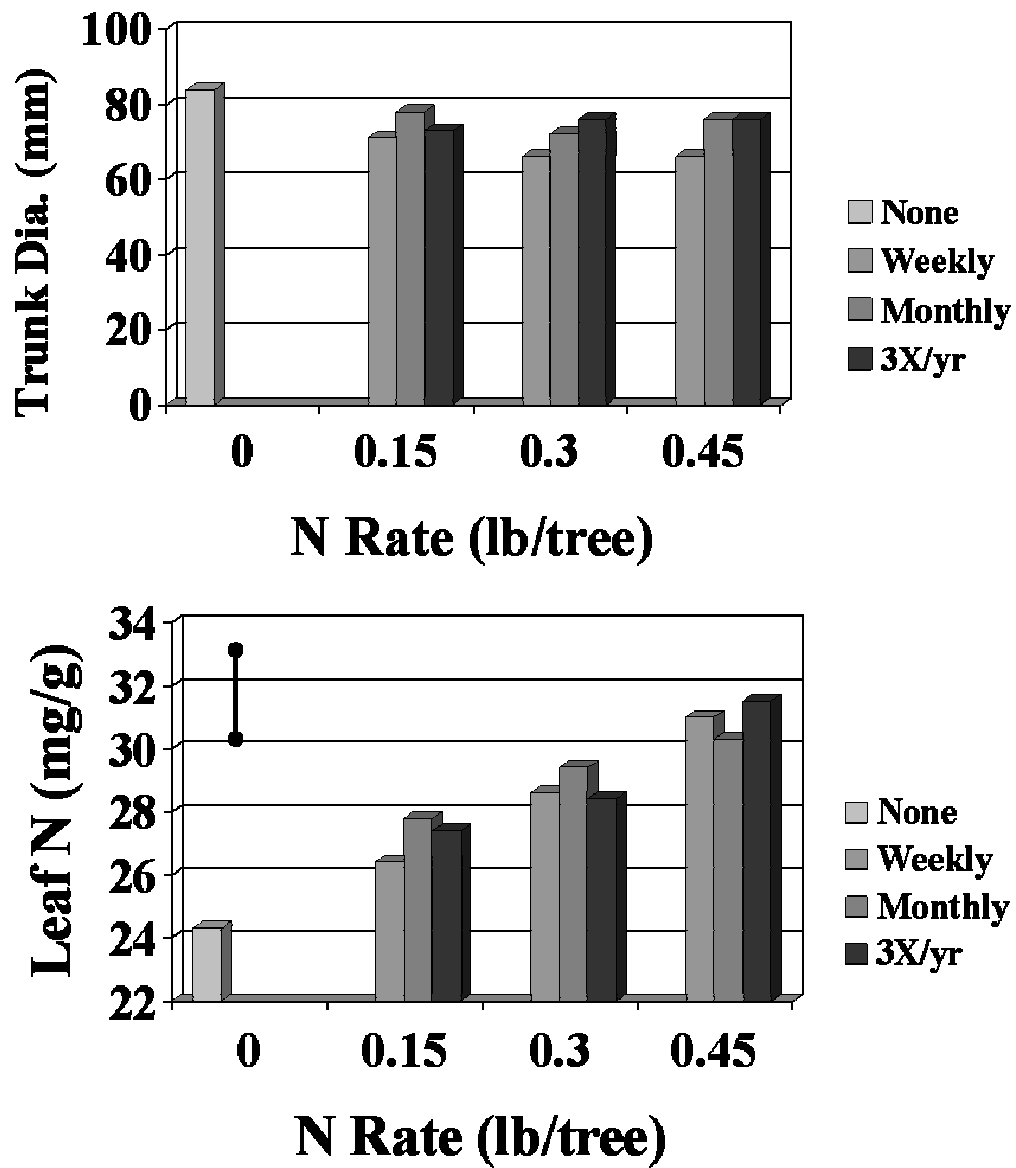 100
80
60
40
20
0
Trunk Dia. (mm)
0 0.15 0.3 0.45
N Rate (lb/tree)
None
Weekly
Monthly
3X/yr
34
32
30
28
26
24
22
Leaf N (mg/g)
0 0.15 0.3 0.45
N Rate (lb/tree)
None
Weekly
Monthly
3X/yr